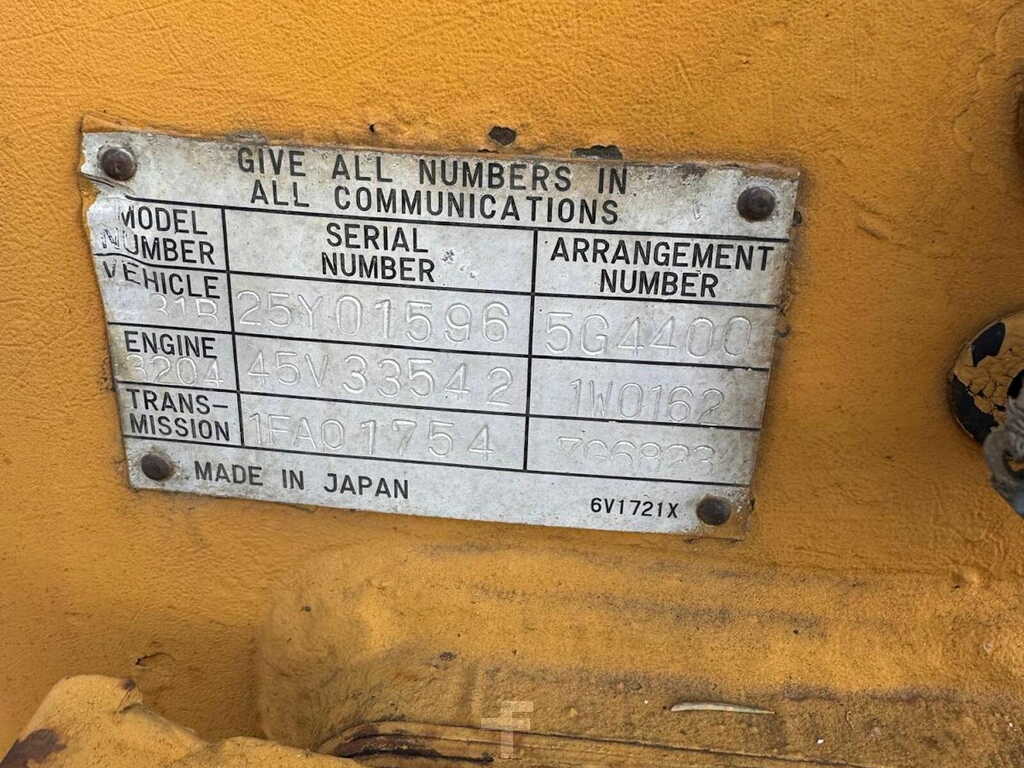 GIVE ALL NUMBERS IN
ALL COMMUNICATIONS
MODEL NUMBER SERIAL NUMBER ARRANGEMENT NUMBER
VEHICLE 25Y01596 5G4400
ENGINE 3204 45V33542 1W0162
TRANS-MISSION 1FA01754
MADE IN JAPAN 6V1721X